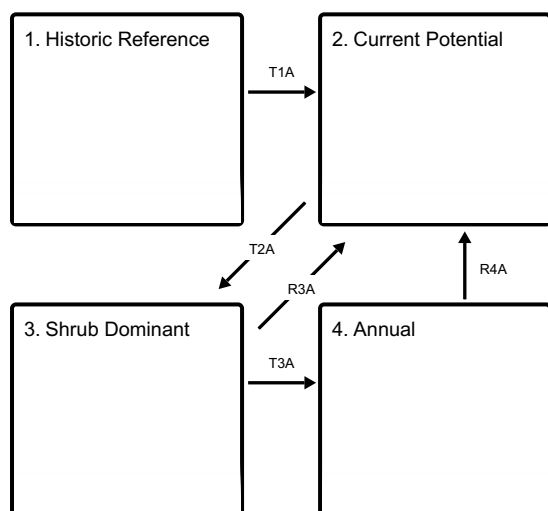 1. Historic Reference
2. Current Potential
T1A
T2A
R3A
R4A
3. Shrub Dominant
4. Annual
T3A